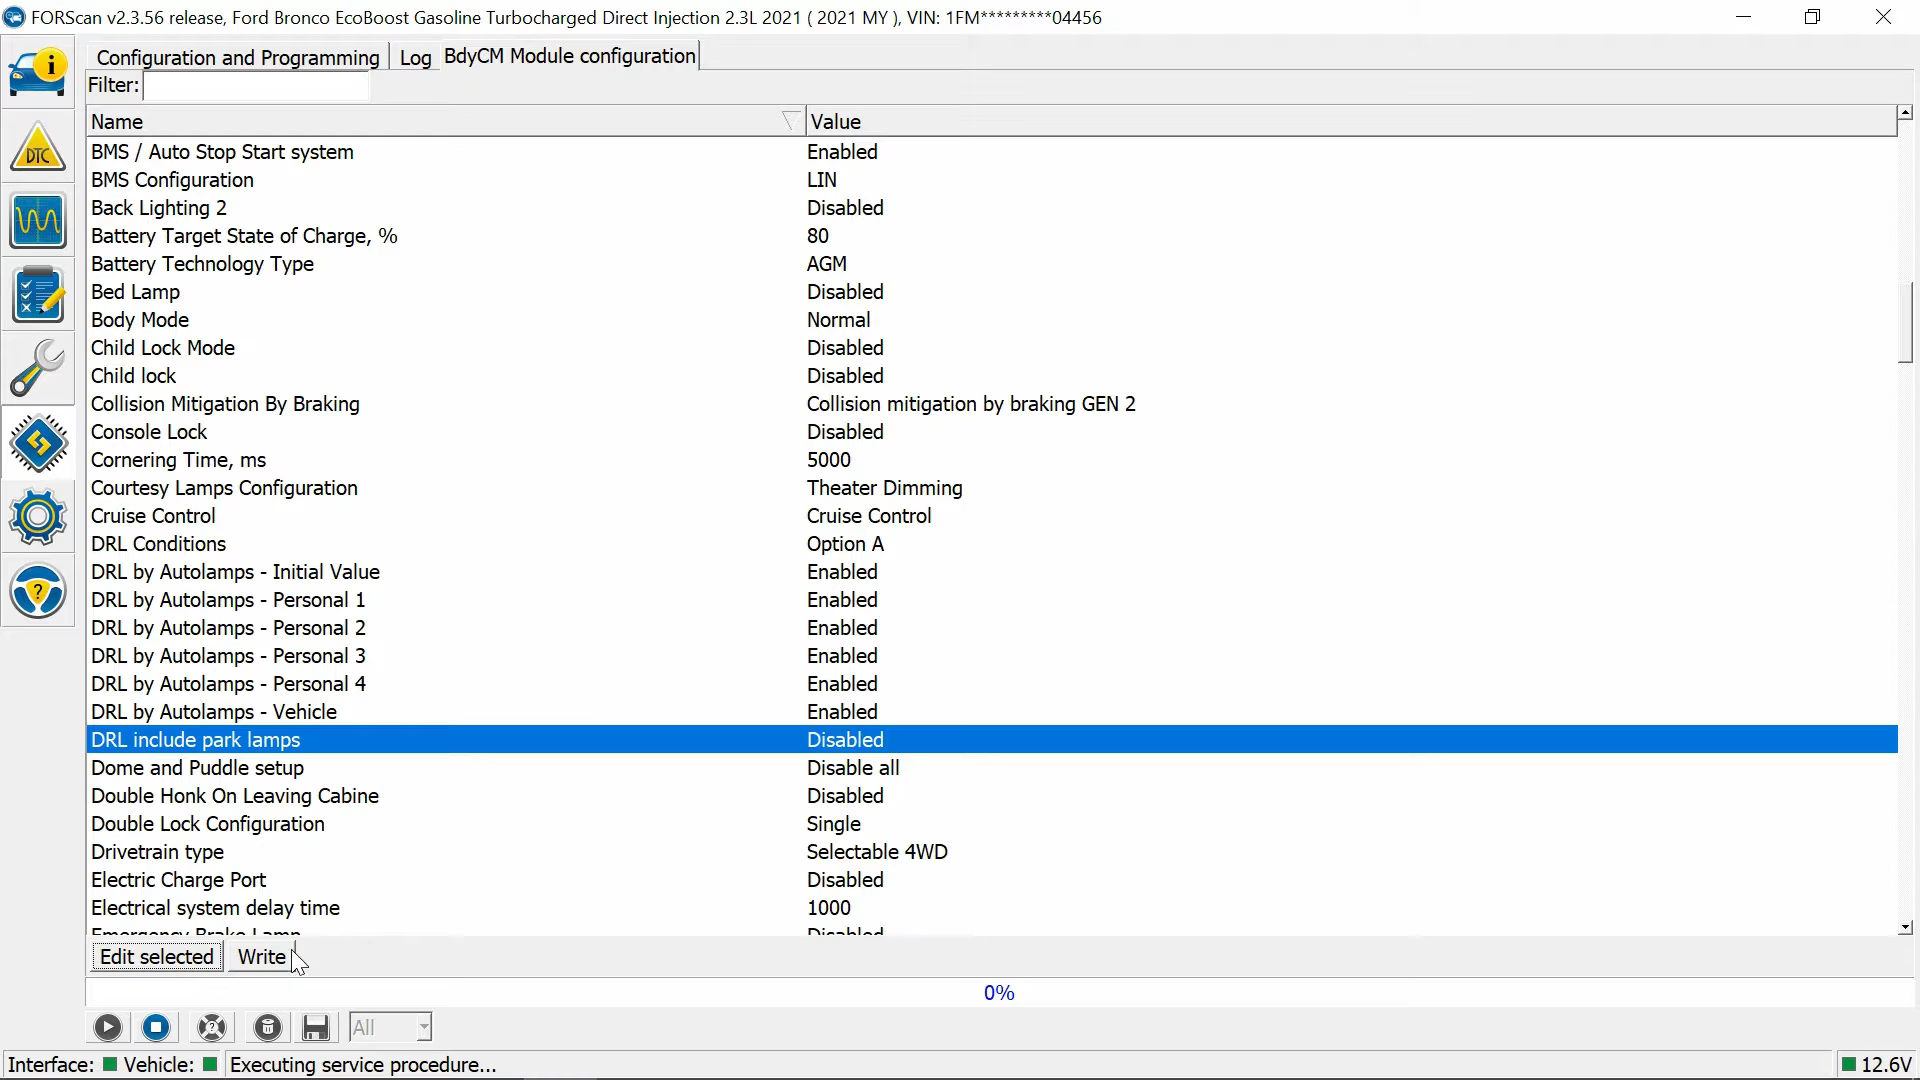 FORScan v2.3.56 release, Ford Bronco EcoBoost Gasoline Turbocharged Direct Injection 2.3L 2021 ( 2021 MY ), VIN: 1FM*********04456
Configuration and Programming Log BdyCM Module configuration
Filter:
Name Value
BMS / Auto Stop Start system Enabled
BMS Configuration LIN
Back Lighting 2 Disabled
Battery Target State of Charge, % 80
Battery Technology Type AGM
Bed Lamp Disabled
Body Mode Normal
Child Lock Mode Disabled
Child lock Disabled
Collision Mitigation By Braking Collision mitigation by braking GEN 2
Console Lock Disabled
Cornering Time, ms 5000
Courtesy Lamps Configuration Theater Dimming
Cruise Control Cruise Control
DRL Conditions Option A
DRL by Autolamps - Initial Value Enabled
DRL by Autolamps - Personal 1 Enabled
DRL by Autolamps - Personal 2 Enabled
DRL by Autolamps - Personal 3 Enabled
DRL by Autolamps - Personal 4 Enabled
DRL by Autolamps - Vehicle Enabled
DRL include park lamps Disabled
Dome and Puddle setup Disable all
Double Honk On Leaving Cabine Disabled
Double Lock Configuration Single
Drivetrain type Selectable 4WD
Electric Charge Port Disabled
Electrical system delay time 1000
Emergency Brake Lamp Disabled
Edit selected Write
0%
All
Interface: Vehicle: Executing service procedure... 12.6V
i
DTC
?
?